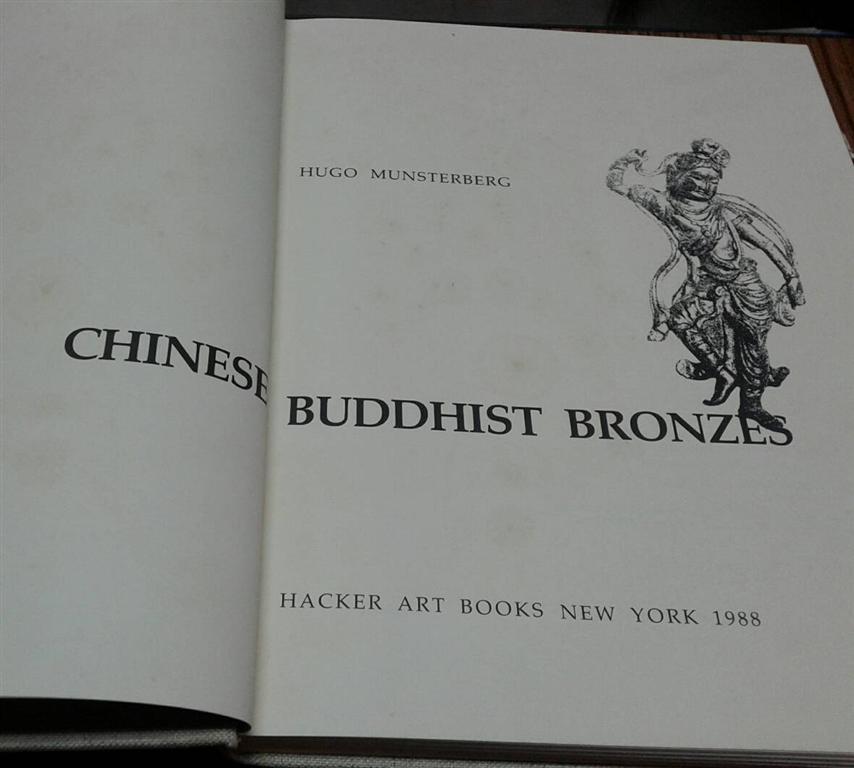 HUGO MUNSTERBERG
CHINESE BUDDHIST BRONZES
HACKER ART BOOKS NEW YORK 1988